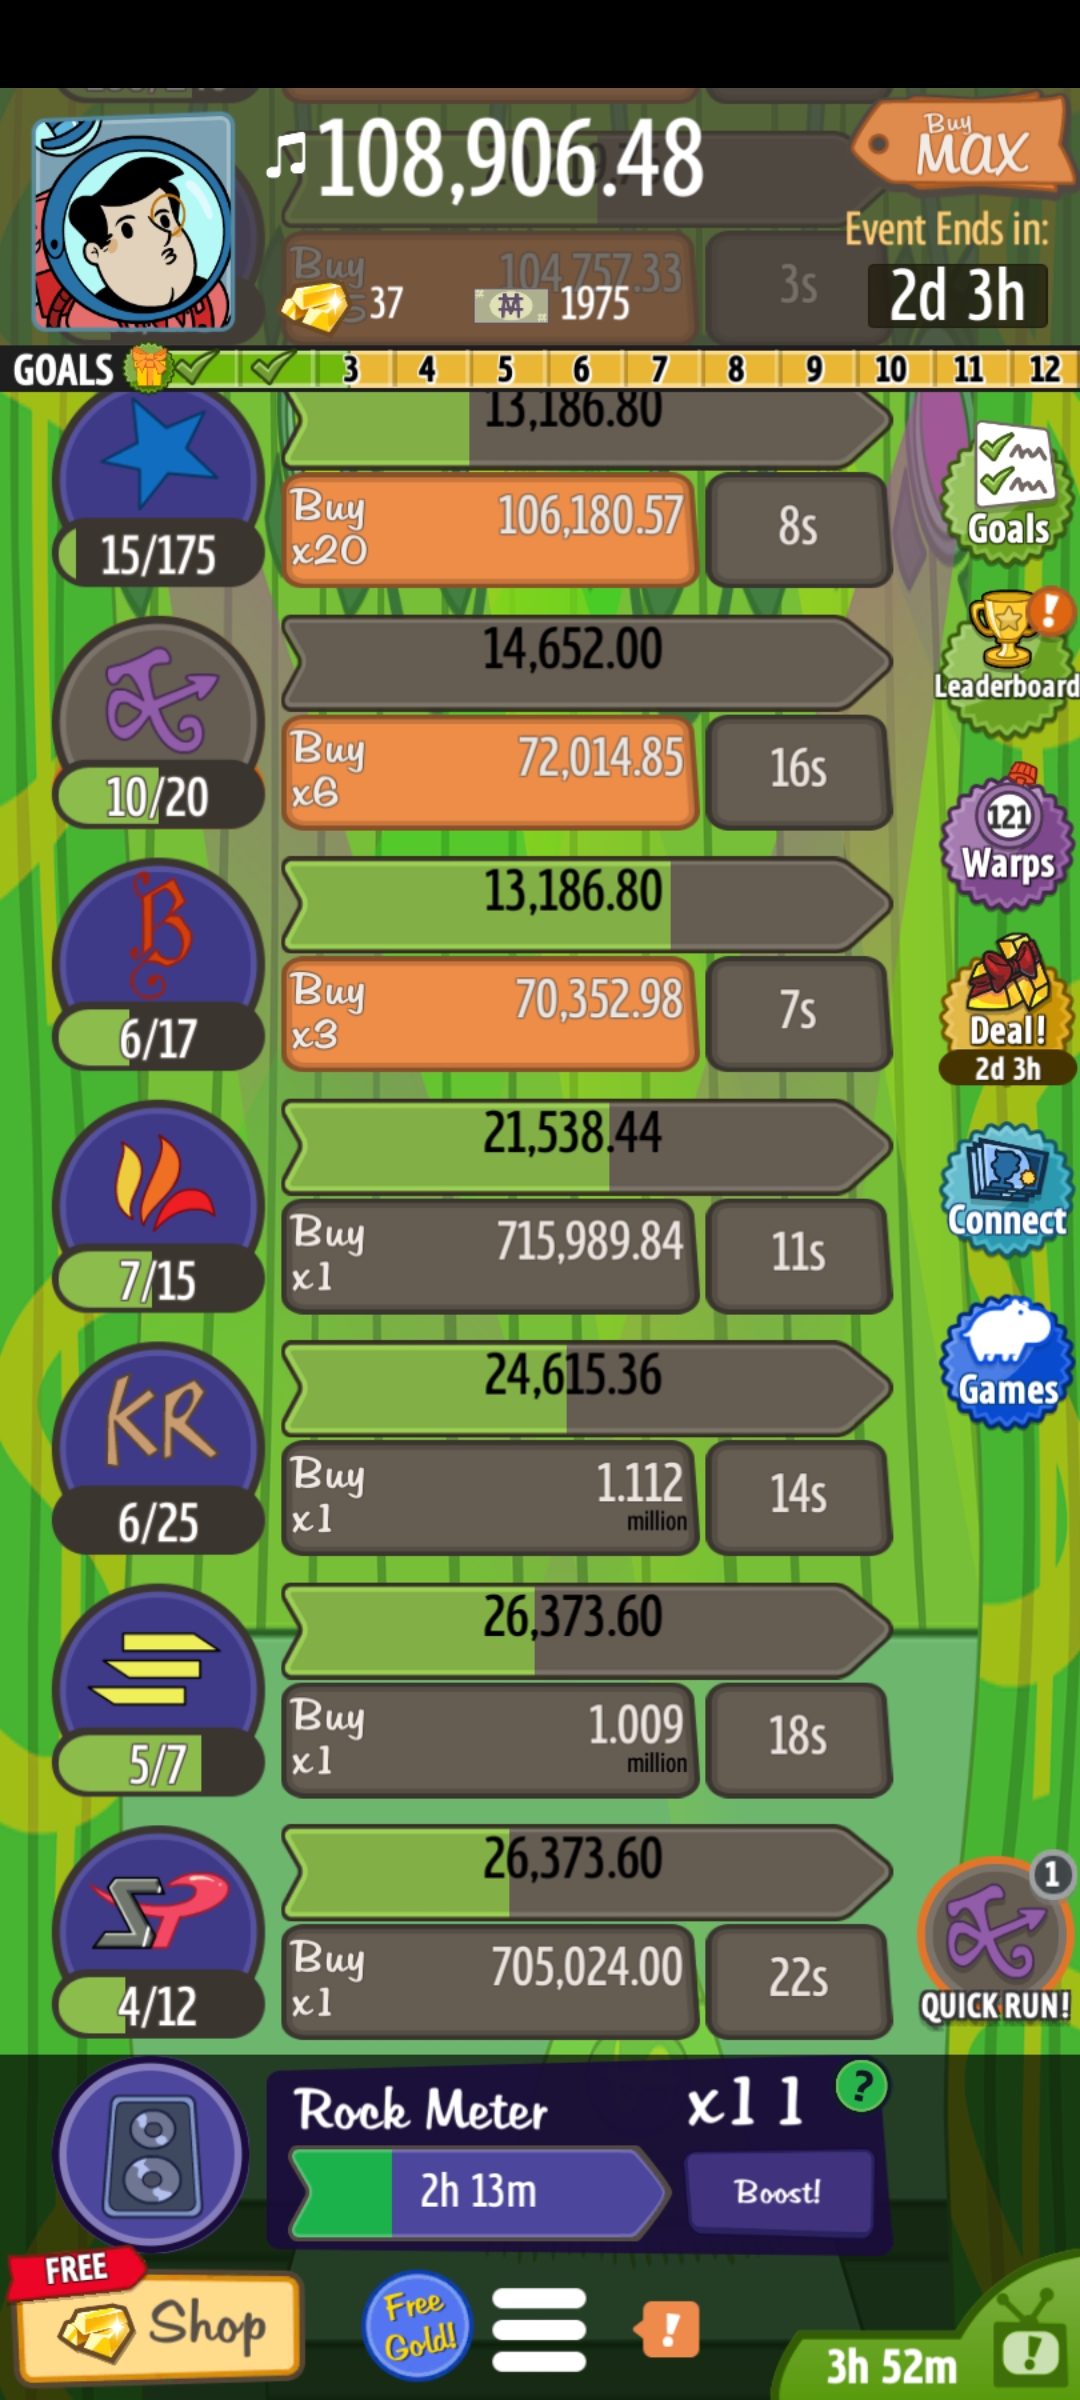 108,906.48
Buy
MAX
Event Ends in:
2d 3h
Buy
104,757.33
3s
37
1975
GOALS
3
4
5
6
7
8
9
10
11
12
13,186.80
15/175
Buy
x20
106,180.57
8s
Goals
14,652.00
10/20
Buy
x6
72,014.85
16s
Leaderboard
13,186.80
B
6/17
Buy
x3
70,352.98
7s
121
Warps
Deal!
2d 3h
21,538.44
7/15
Buy
x1
715,989.84
11s
Connect
24,615.36
KR
6/25
Buy
x1
1.112
million
14s
Games
26,373.60
5/7
Buy
x1
1.009
million
18s
26,373.60
SP
4/12
Buy
x1
705,024.00
22s
1
QUICK RUN!
Rock Meter
x11
?
2h 13m
Boost!
FREE
Shop
Free
Gold!
!
3h 52m
!